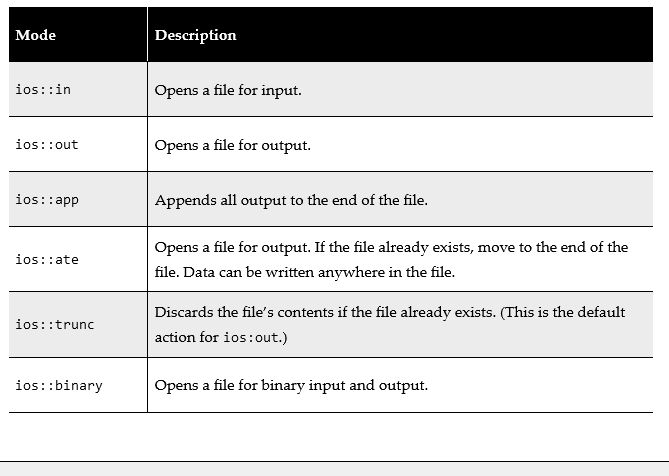 Mode Description
ios::in Opens a file for input.
ios::out Opens a file for output.
ios::app Appends all output to the end of the file.
ios::ate Opens a file for output. If the file already exists, move to the end of the
file. Data can be written anywhere in the file.
ios::trunc Discards the file’s contents if the file already exists. (This is the default
action for ios:out.)
ios::binary Opens a file for binary input and output.